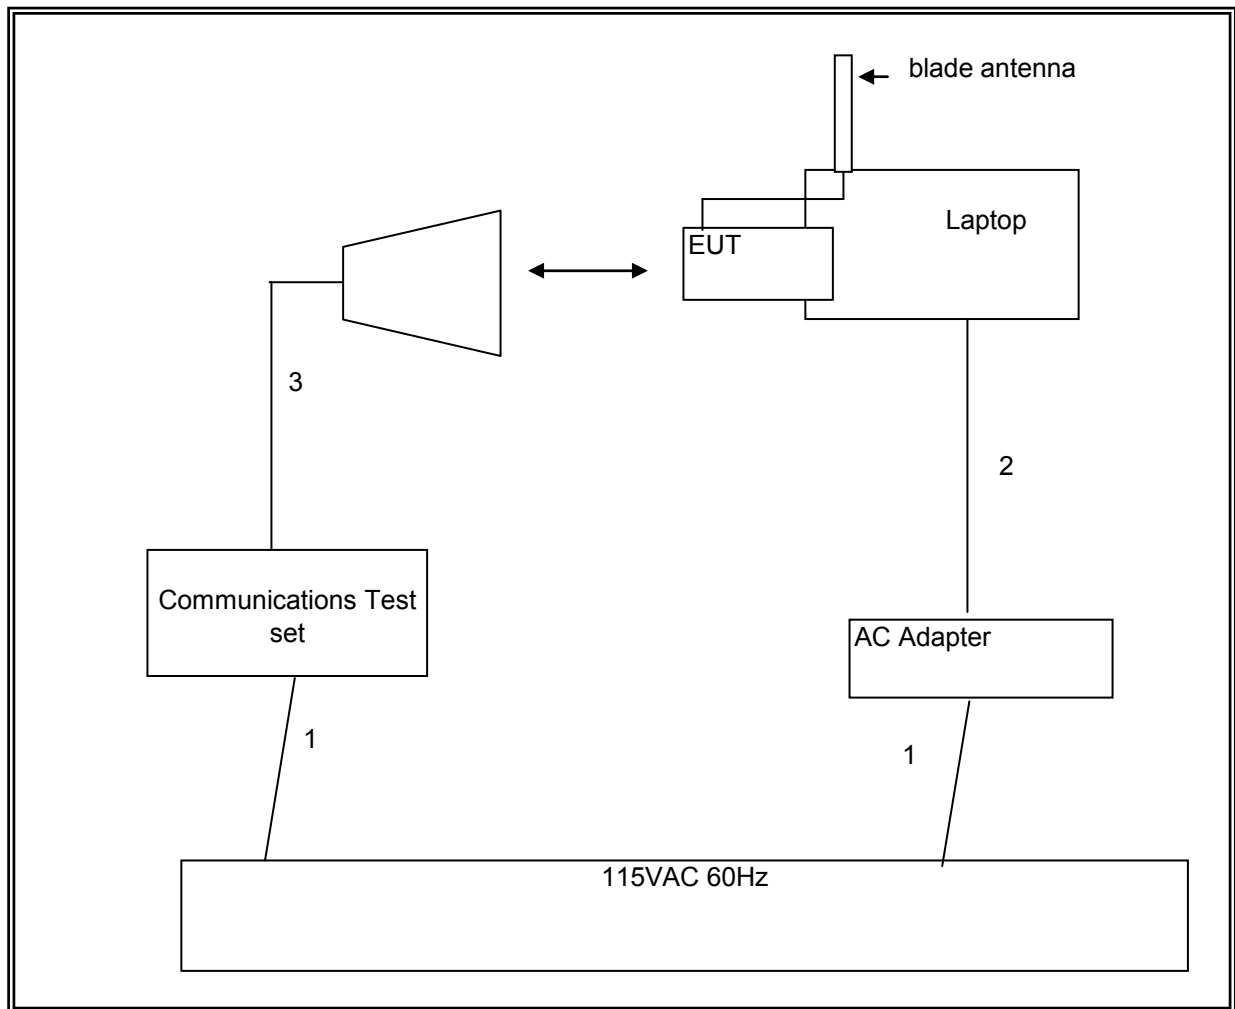 blade antenna
Laptop
EUT
3
2
Communications Test
set
AC Adapter
1
1
115VAC 60Hz